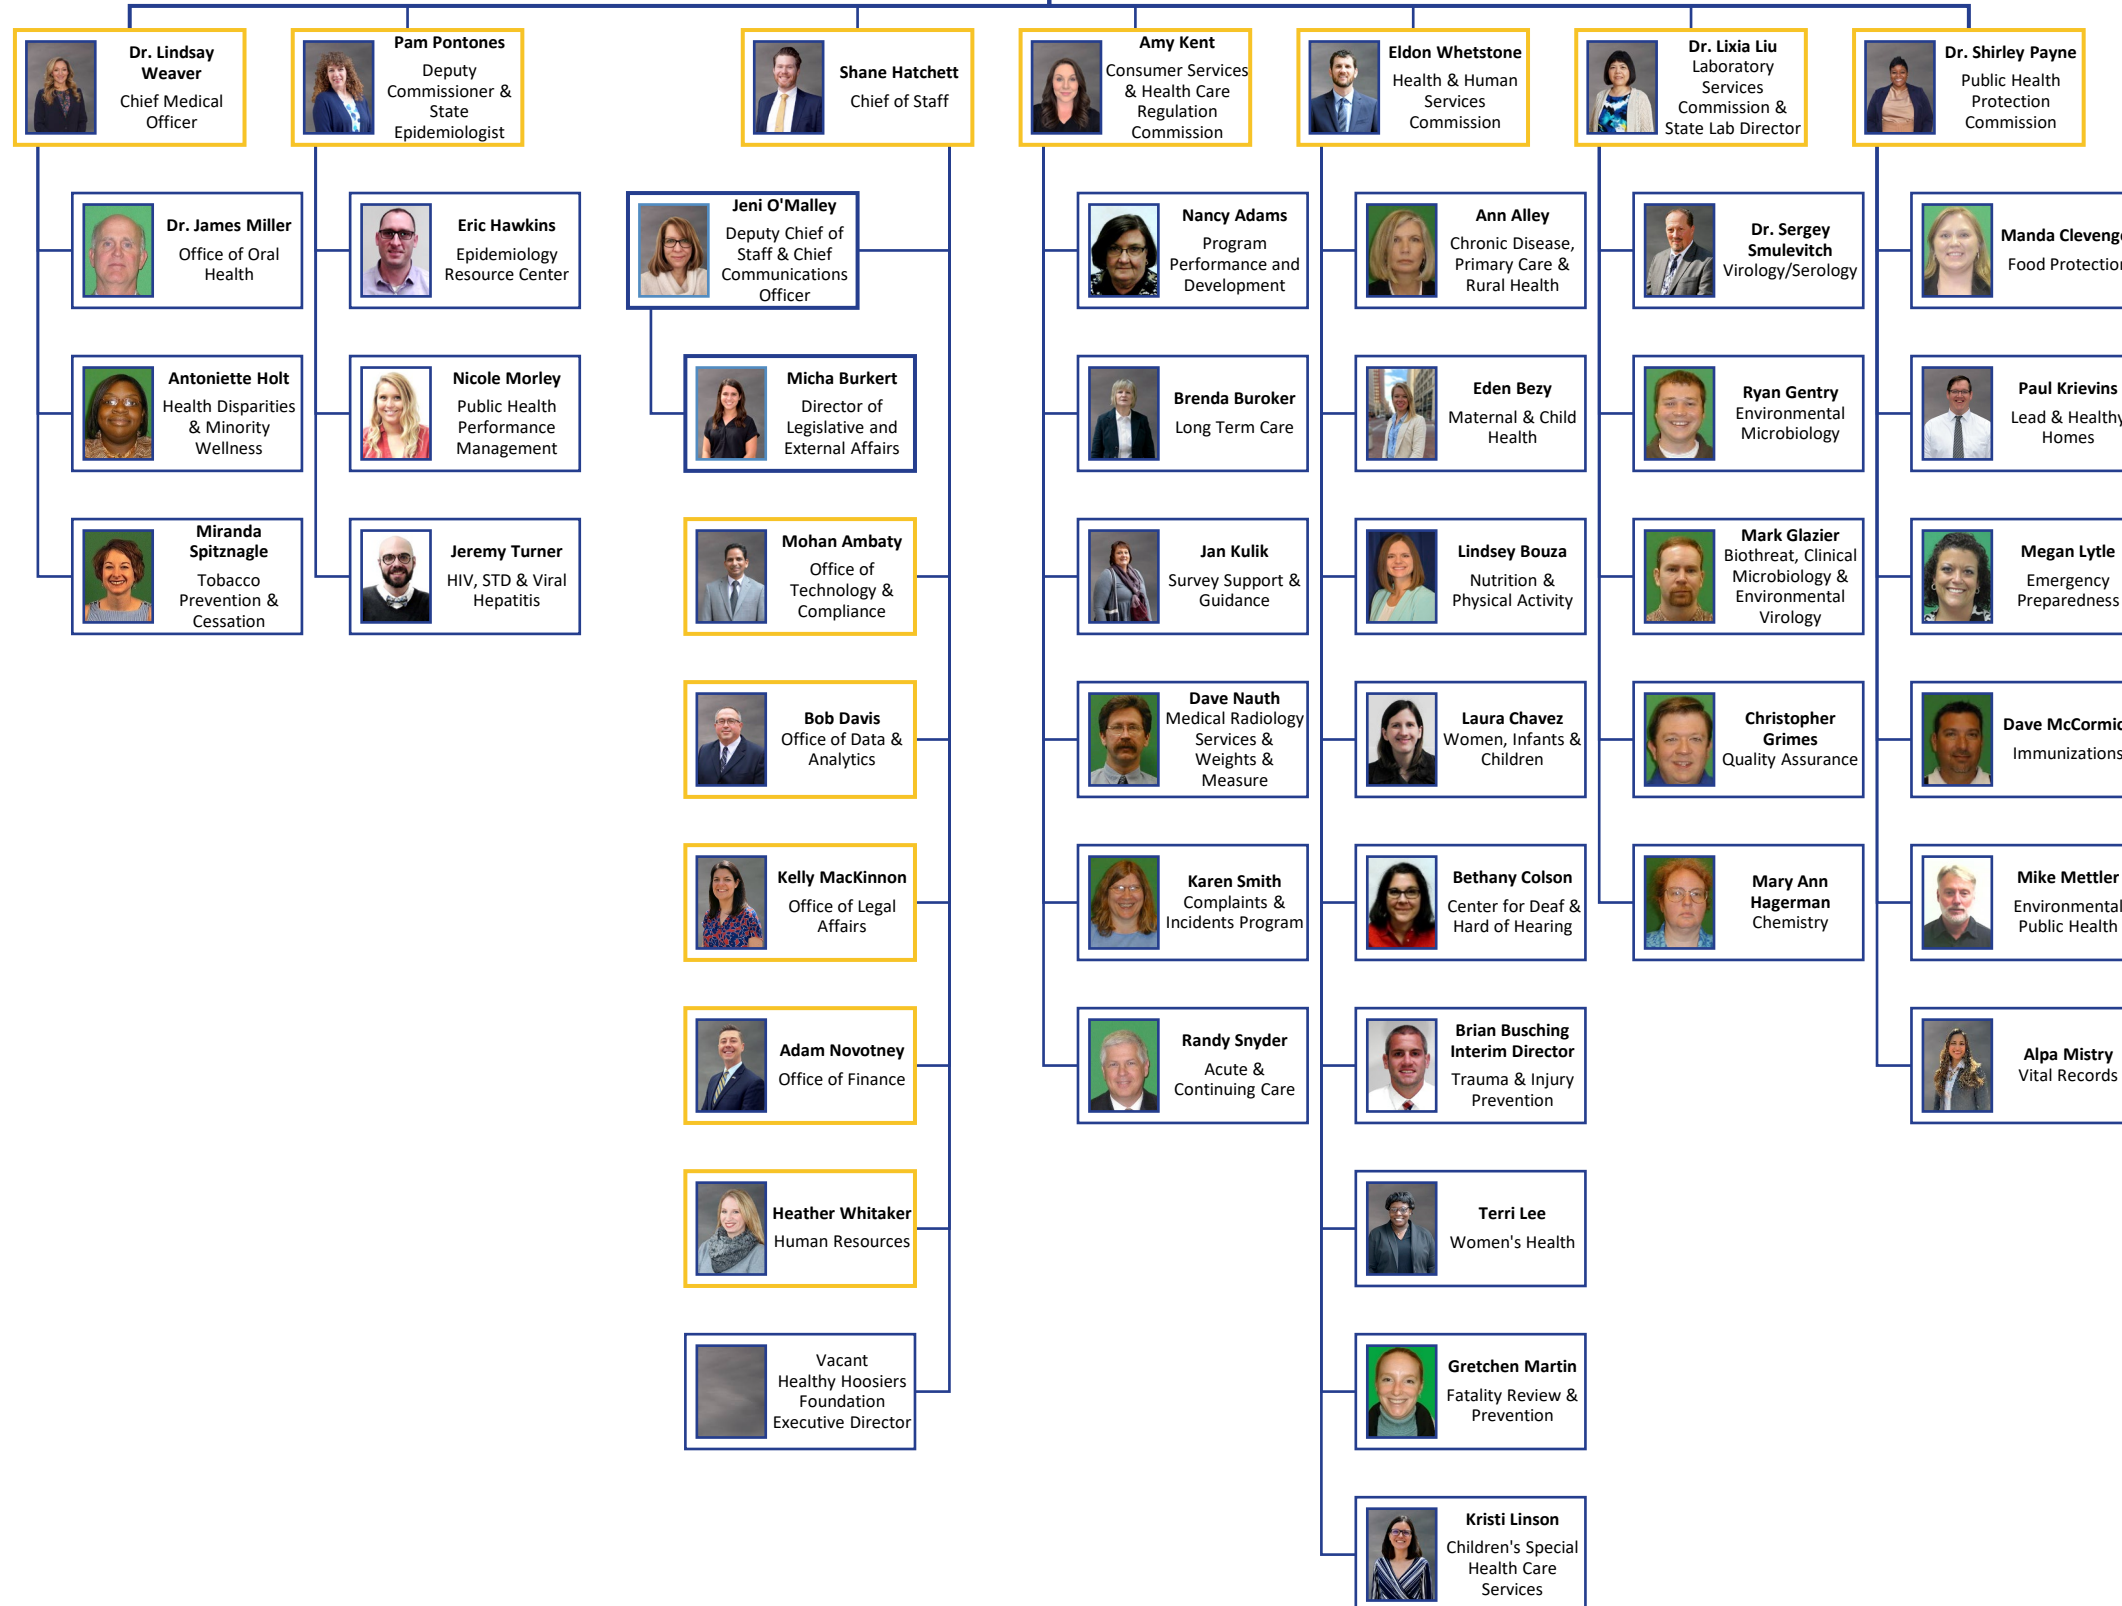 Dr. Lindsay
Weaver
Chief Medical
Officer
Pam Pontones
Deputy
Commissioner &
State
Epidemiologist
Shane Hatchett
Chief of Staff
Amy Kent
Consumer Services
& Health Care
Regulation
Commission
Eldon Whetstone
Health & Human
Services
Commission
Dr. Lixia Liu
Laboratory
Services
Commission &
State Lab Director
Dr. Shirley Payne
Public Health
Protection
Commission
Dr. James Miller
Office of Oral
Health
Eric Hawkins
Epidemiology
Resource Center
Jeni O'Malley
Deputy Chief of
Staff & Chief
Communications
Officer
Nancy Adams
Program
Performance and
Development
Ann Alley
Chronic Disease,
Primary Care &
Rural Health
Dr. Sergey
Smulevitch
Virology/Serology
Manda
Food
Antoniette Holt
Health Disparities
& Minority
Wellness
Nicole Morley
Public Health
Performance
Management
Micha Burkert
Director of
Legislative and
External Affairs
Brenda Buroker
Long Term Care
Eden Bezy
Maternal & Child
Health
Ryan Gentry
Environmental
Microbiology
Paul Krievins
Lead & Healthy
Homes
Miranda
Spitznagle
Tobacco
Prevention &
Cessation
Jeremy Turner
HIV, STD & Viral
Hepatitis
Mohan Ambaty
Office of
Technology &
Compliance
Jan Kulik
Survey Support &
Guidance
Lindsey Bouza
Nutrition &
Physical Activity
Mark Glazier
Biothreat, Clinical
Microbiology &
Environmental
Virology
Megan Lytle
Emergency
Preparedness
Bob Davis
Office of Data &
Analytics
Dave Nauth
Medical Radiology
Services &
Weights &
Measure
Laura Chavez
Women, Infants &
Children
Christopher
Grimes
Quality Assurance
Dave
Immunizations
Kelly MacKinnon
Office of Legal
Affairs
Karen Smith
Complaints &
Incidents Program
Bethany Colson
Center for Deaf &
Hard of Hearing
Mary Ann
Hagerman
Chemistry
Mike Mettler
Environmental
Public Health
Adam Novotney
Office of Finance
Randy Snyder
Acute &
Continuing Care
Brian Busching
Interim Director
Trauma & Injury
Prevention
Alpa Mistry
Vital Records
Heather Whitaker
Human Resources
Terri Lee
Women's Health
Vacant
Healthy Hoosiers
Foundation
Executive Director
Gretchen Martin
Fatality Review &
Prevention
Kristi Linson
Children's Special
Health Care
Services